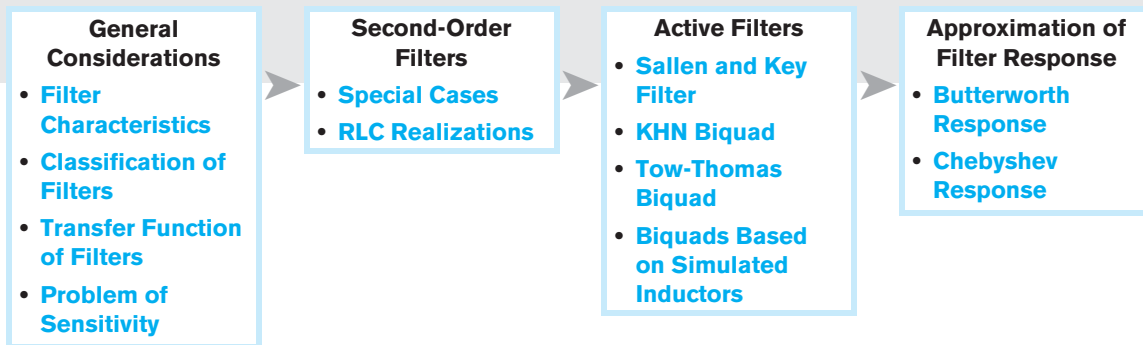 General
Considerations
• Filter
Characteristics
• Classification of
Filters
• Transfer Function
of Filters
• Problem of
Sensitivity
Second-Order
Filters
• Special Cases
• RLC Realizations
Active Filters
• Sallen and Key
Filter
• KHN Biquad
• Tow-Thomas
Biquad
• Biquads Based
on Simulated
Inductors
Approximation of
Filter Response
• Butterworth
Response
• Chebyshev
Response